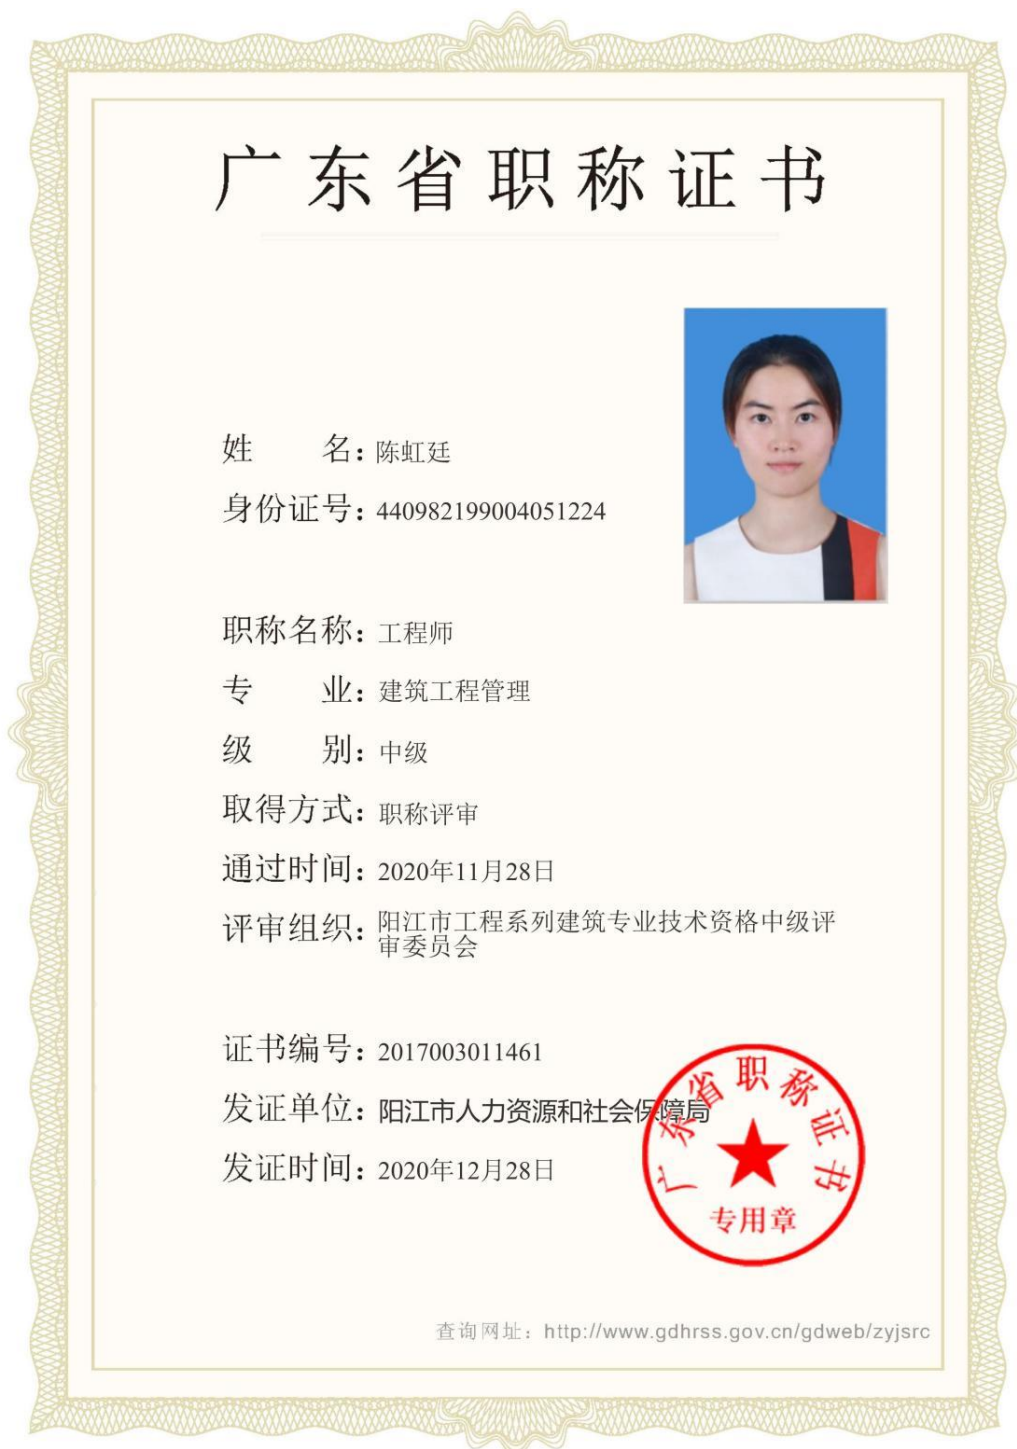 广东省职称证书
姓 名：陈虹廷
身份证号：440982199004051224
职称名称：工程师
专 业：建筑工程管理
级 别：中级
取得方式：职称评审
通过时间：2020年11月28日
评审组织：阳江市工程系列建筑专业技术资格中级评
审委员会
证书编号：2017003011461
发证单位：阳江市人力资源和社会保障局
发证时间：2020年12月28日
广东省职称证书
专用章
查询网址：http://www.gdhrss.gov.cn/gdweb/zyjsrc